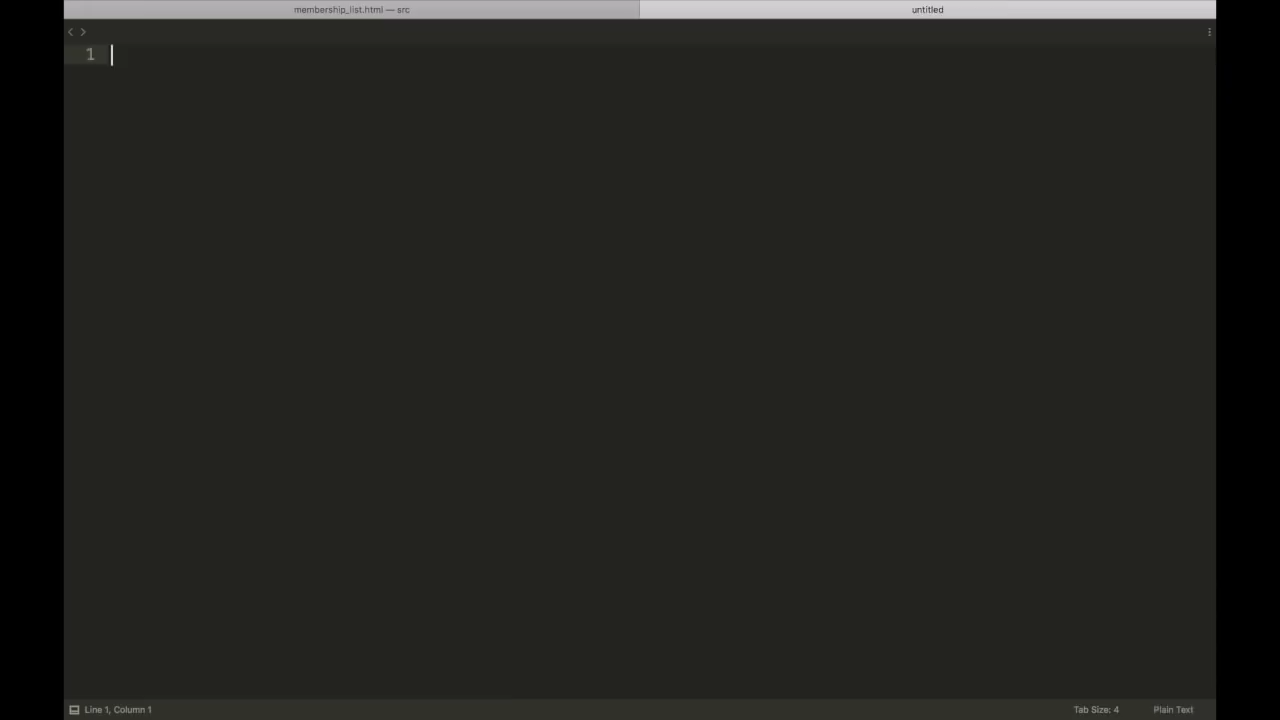 membership_list.html — src
untitled
1
Line 1, Column 1
Tab Size: 4
Plain Text